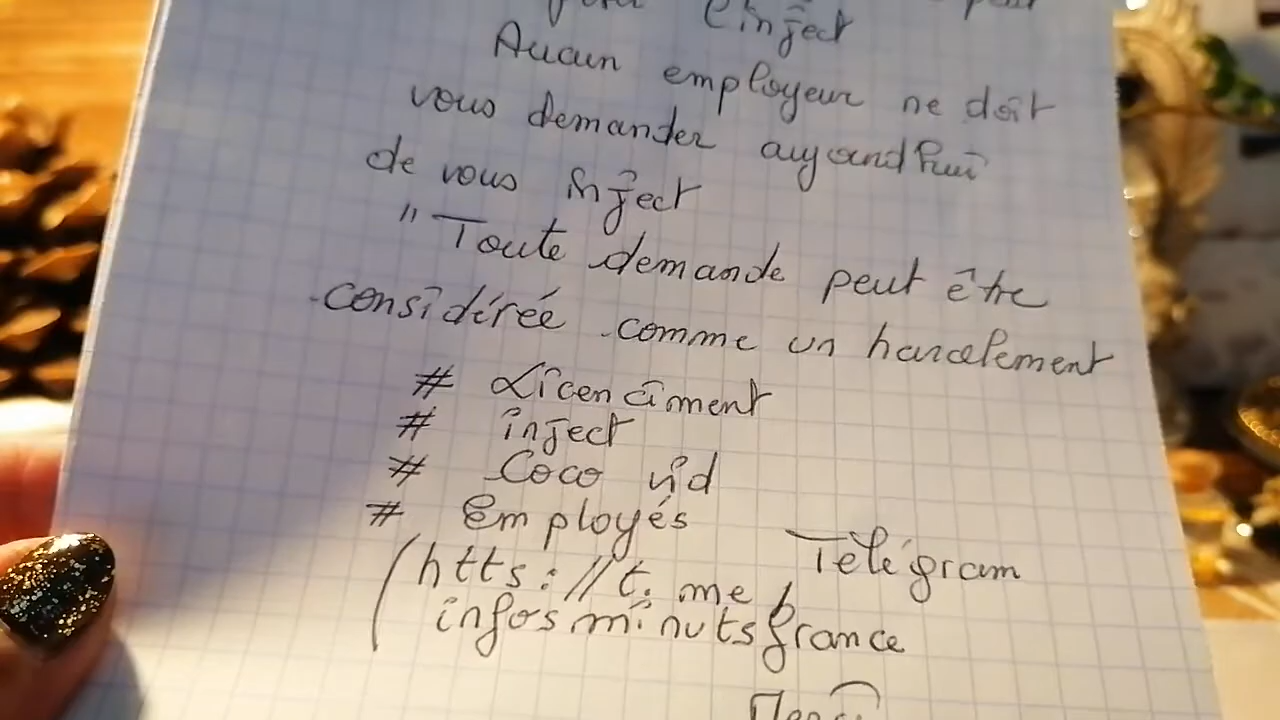 l'inject
Aucun employeur ne doit
vous demander aujourd'hui
de vous inject
" Toute demande peut être
considérée comme un harcelement
# Licenciment
# inject
# Coco vid
# Employés
Télégram
(htts://t.me
infosminutsfrance